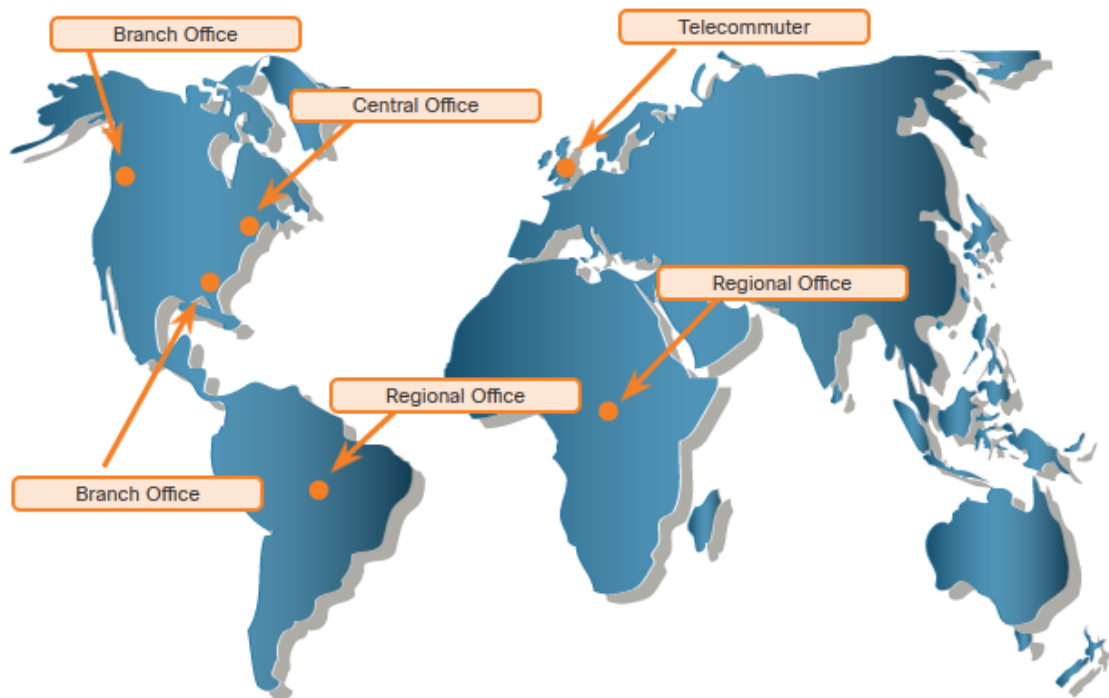 Branch Office
Telecommuter
Central Office
Regional Office
Regional Office
Branch Office